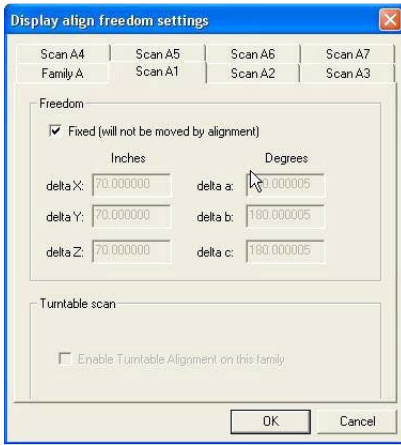 Display align freedom settings
Scan A4 Scan A5 Scan A6 Scan A7
Family A Scan A1 Scan A2 Scan A3
Freedom
Fixed (will not be moved by alignment)
Inches Degrees
delta X: 70.000000 delta a: 0.000005
delta Y: 70.000000 delta b: 180.000005
delta Z: 70.000000 delta c: 180.000005
Turntable scan
Enable Turntable Alignment on this family
OK Cancel